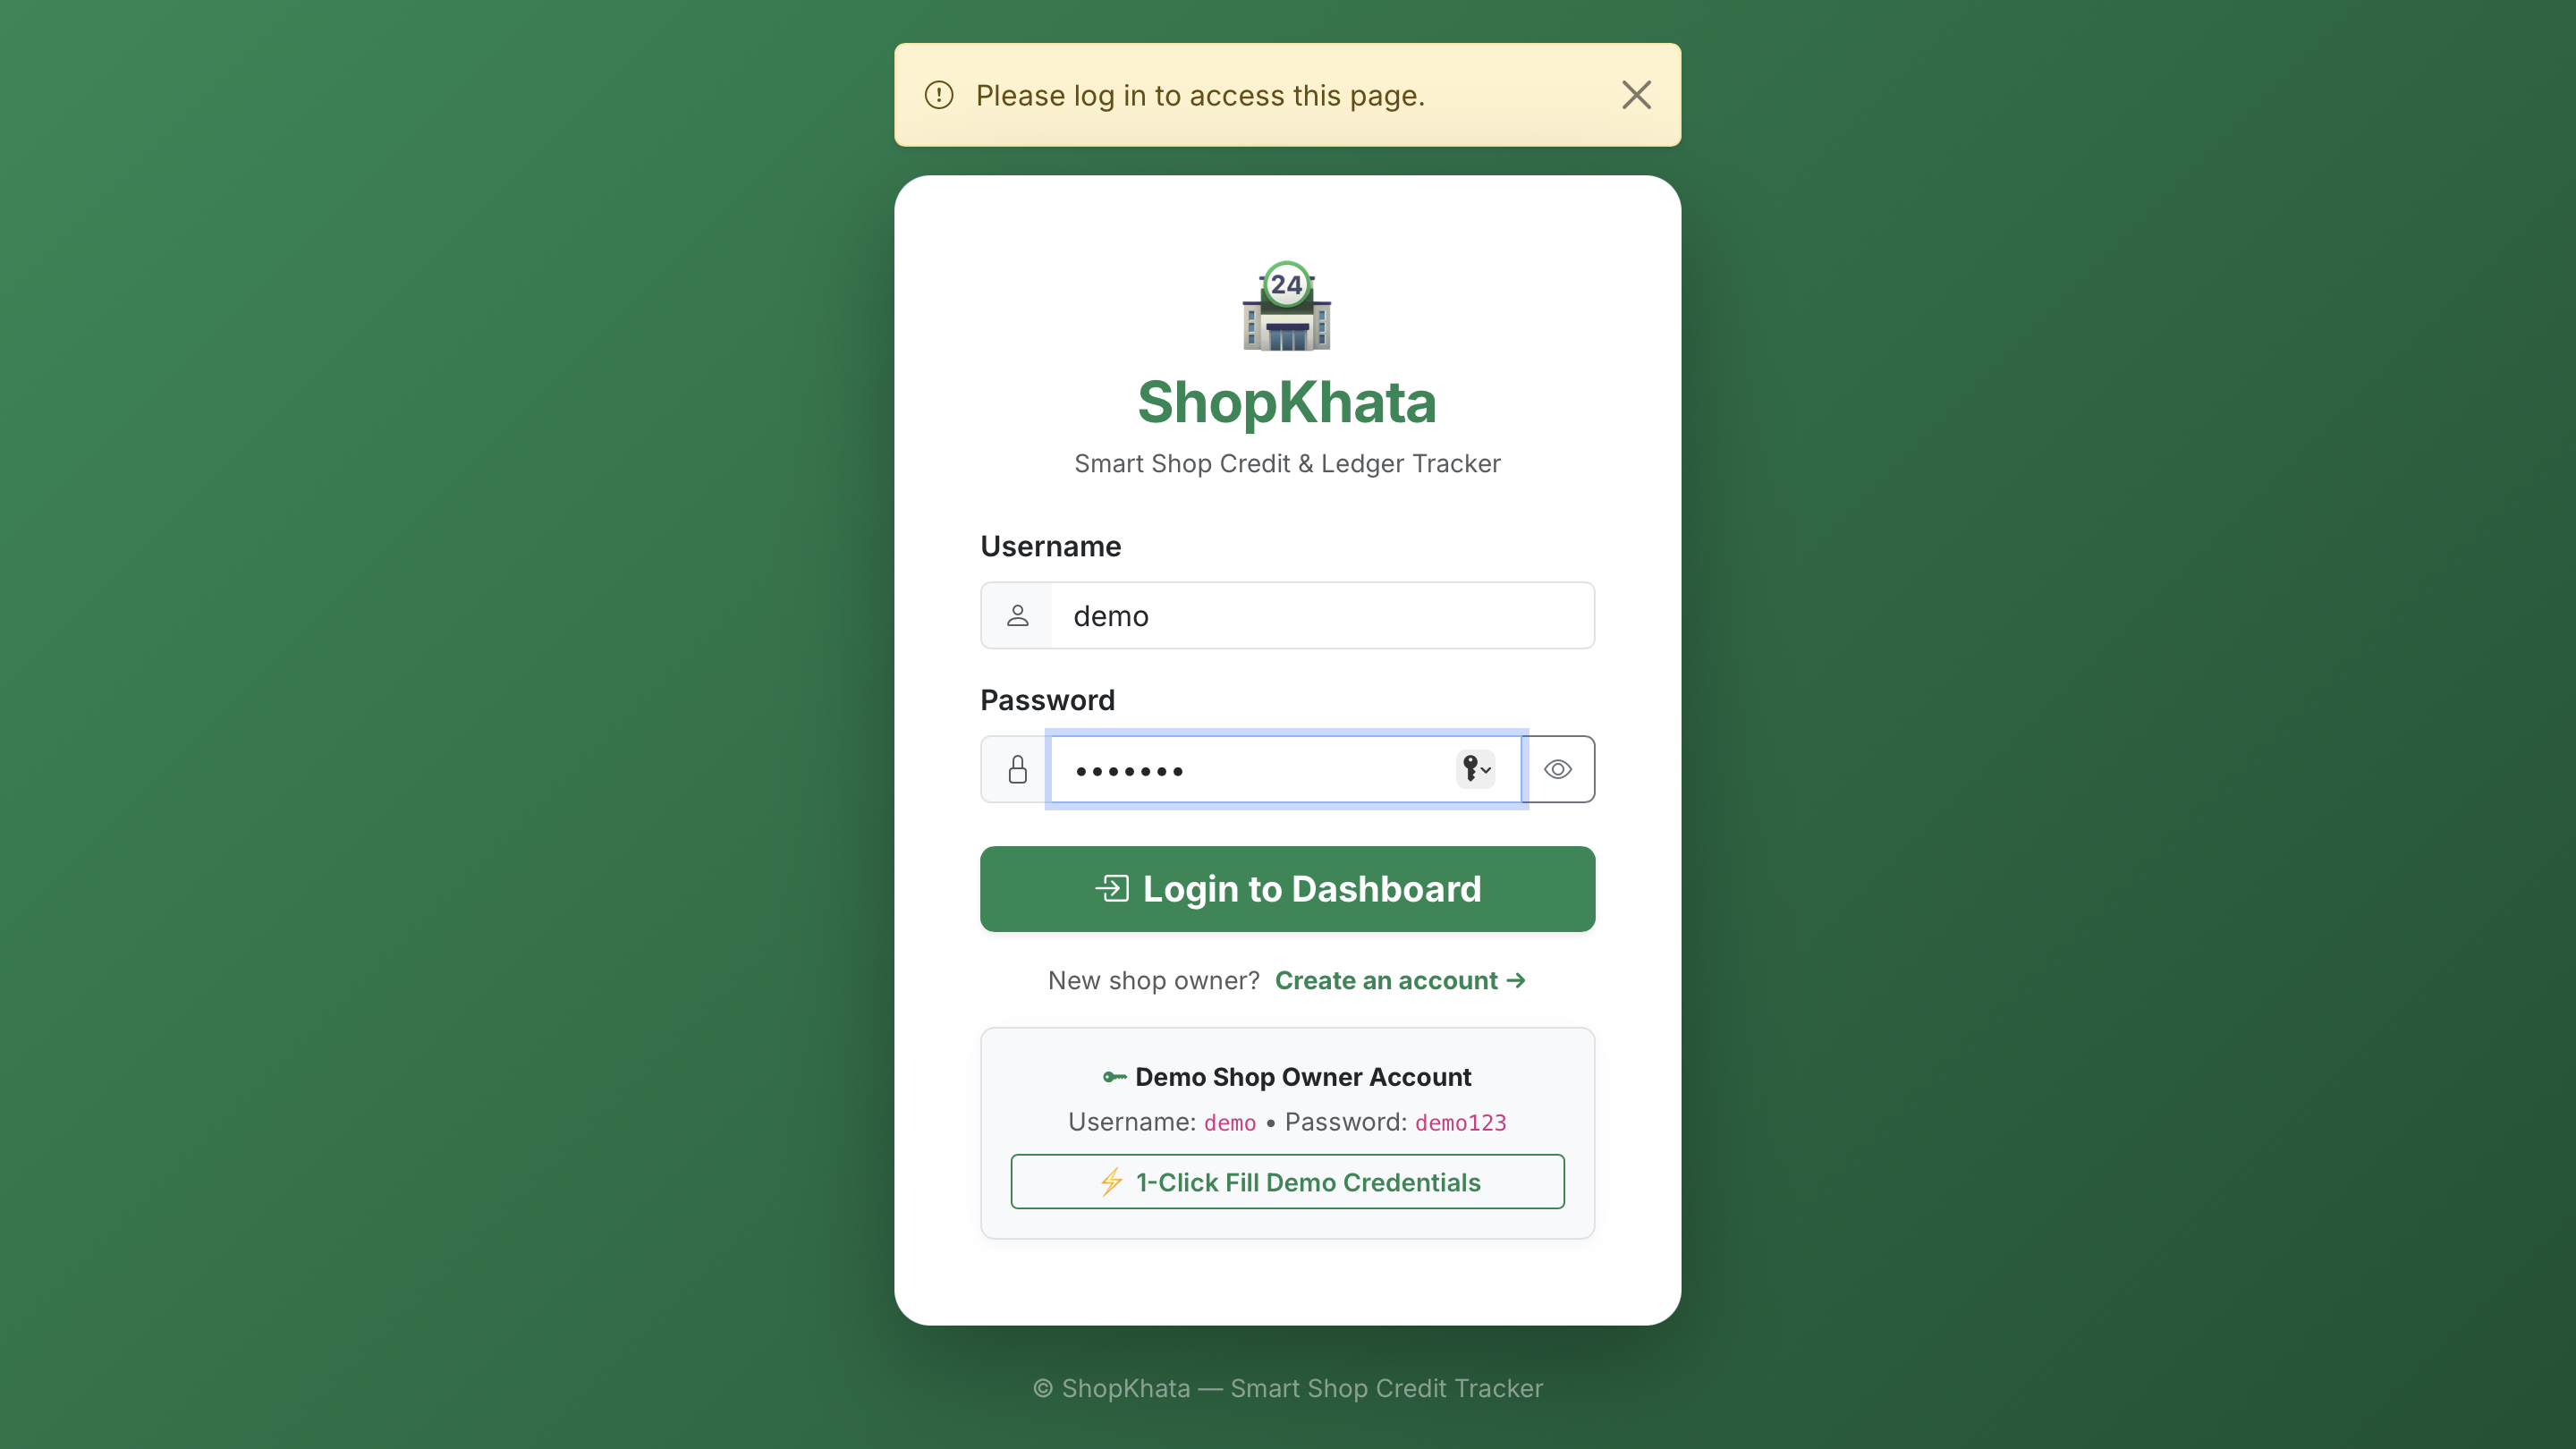 Please log in to access this page.
24
ShopKhata
Smart Shop Credit & Ledger Tracker
Username
demo
Password
•••••••
Login to Dashboard
New shop owner? Create an account →
Demo Shop Owner Account
Username: demo • Password: demo123
⚡ 1-Click Fill Demo Credentials
© ShopKhata — Smart Shop Credit Tracker